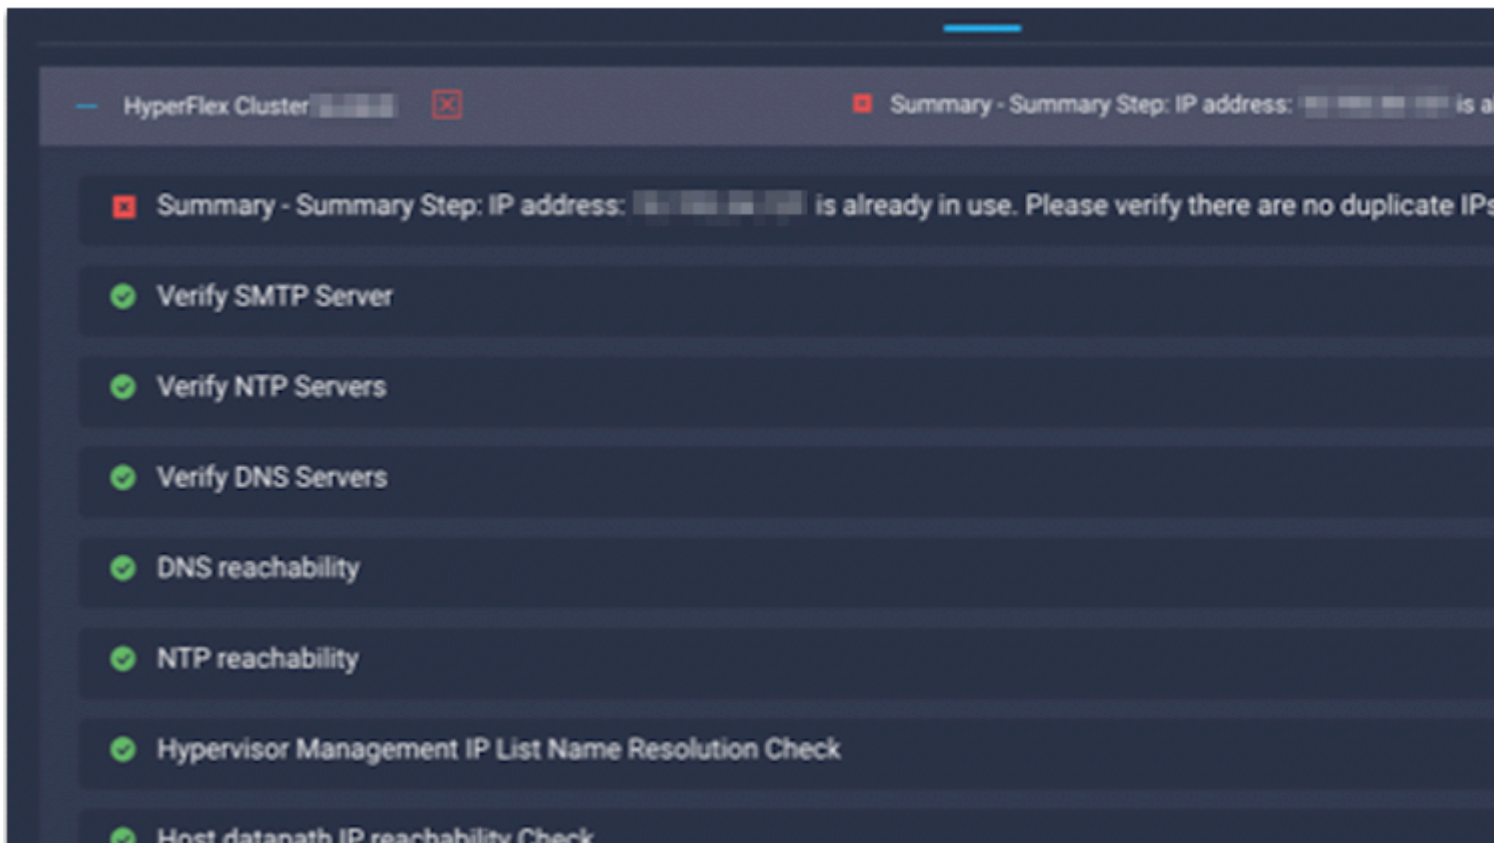 HyperFlex Cluster
Summary - Summary Step: IP address: is a
Summary - Summary Step: IP address: is already in use. Please verify there are no duplicate IPs
Verify SMTP Server
Verify NTP Servers
Verify DNS Servers
DNS reachability
NTP reachability
Hypervisor Management IP List Name Resolution Check
Host datapath IP reachability Check